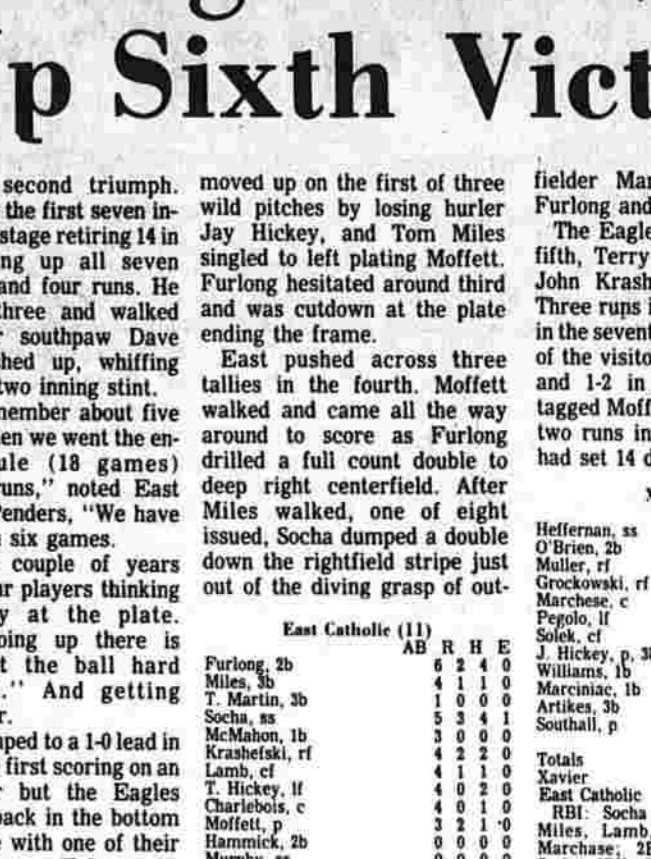 p Sixth Vict
second triumph.
the first seven in-
stage retiring 14 in
ng up all seven
and four runs. He
three and walked
southpaw Dave
hed up, whiffing
two inning stint.
member about five
en we went the en-
ule (18 games)
runs," noted East
Penders, "We have
six games.
couple of years
ur players thinking
y at the plate.
oing up there is
t the ball hard
." And getting
r.
ped to a 1-0 lead in
first scoring on an
but the Eagles
back in the bottom
with one of their
moved up on the first of three
wild pitches by losing hurler
Jay Hickey, and Tom Miles
singled to left plating Moffett.
Furlong hesitated around third
and was cutdown at the plate
ending the frame.
East pushed across three
tallies in the fourth. Moffett
walked and came all the way
around to score as Furlong
drilled a full count double to
deep right centerfield. After
Miles walked, one of eight
issued, Socha dumped a double
down the rightfield stripe just
out of the diving grasp of out-
East Catholic (11)
AB R H E
Furlong, 2b 6 2 4 0
Miles, 3b 4 1 1 0
T. Martin, 3b 1 0 0 0
Socha, ss 5 3 4 1
McMahon, 1b 3 0 0 0
Krashefski, rf 4 2 2 0
Lamb, cf 4 1 1 0
T. Hickey, lf 4 0 2 0
Charlebois, c 4 0 1 0
Moffett, p 3 2 1 0
Hammick, 2b 0 0 0 0
Murphy, ss 0 0 0 0
fielder Mar
Furlong and
The Eagle
fifth, Terry
John Krash
Three rups i
in the sevent
of the visito
and 1-2 in
tagged Moff
two runs in
had set 14 d
Heffernan, ss
O'Brien, 2b
Muller, rf
Grockowski, rf
Marchese, c
Pegolo, lf
Solek, cf
J. Hickey, p, 3b
Williams, 1b
Marciniac, 1b
Artikes, 3b
Southall, p
Totals
Xavier
East Catholic
RBI: Socha
Miles, Lamb,
Marchase; 2B